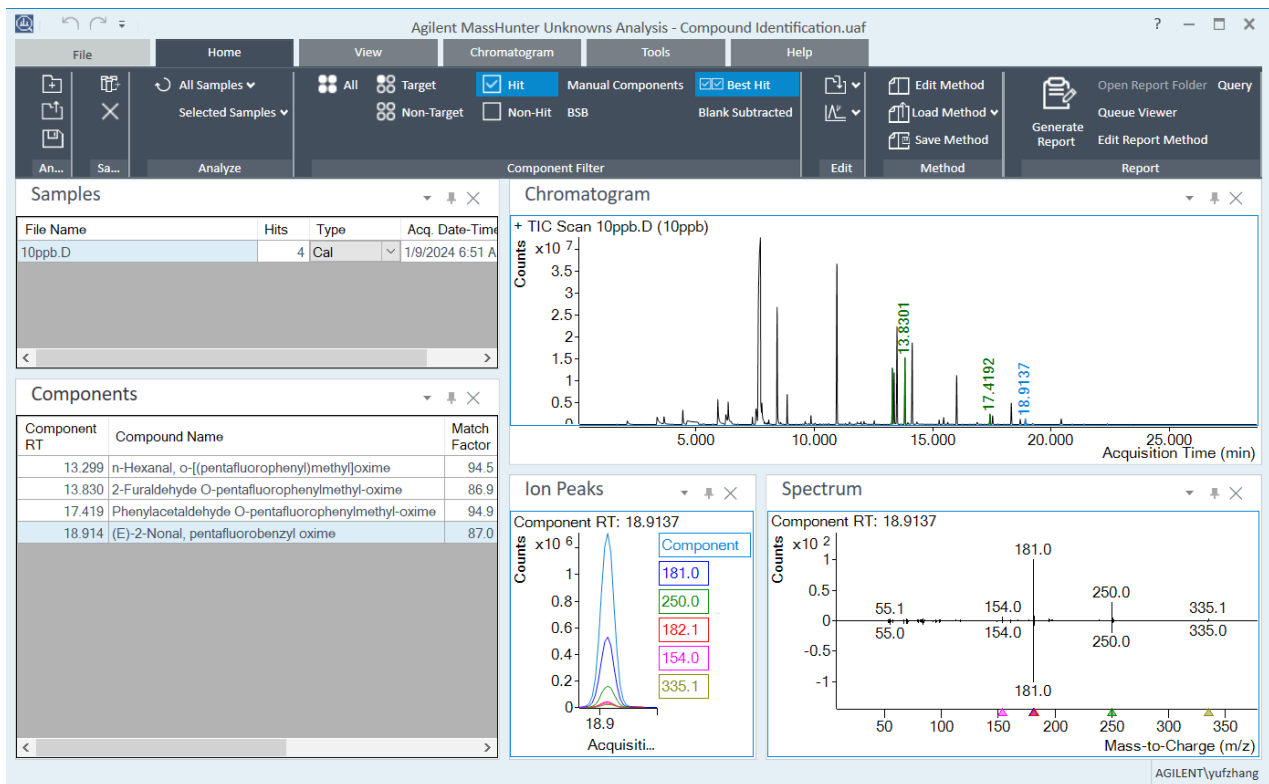 Agilent MassHunter Unknowns Analysis - Compound Identification.uaf
File Home View Chromatogram Tools Help
All Samples
Selected Samples
An...
Sa...
Analyze
All Target Hit Manual Components Best Hit
Non-Target Non-Hit BSB Blank Subtracted
Component Filter
Edit
Edit Method
Load Method
Save Method
Method
Generate
Report
Open Report Folder Query
Queue Viewer
Edit Report Method
Report
Samples
File Name Hits Type Acq. Date-Time
10ppb.D 4 Cal 1/9/2024 6:51 A
Components
Component
RT
Compound Name
Match
Factor
13.299 n-Hexanal, o-[(pentafluorophenyl)methyl]oxime 94.5
13.830 2-Furaldehyde O-pentafluorophenylmethyl-oxime 86.9
17.419 Phenylacetaldehyde O-pentafluorophenylmethyl-oxime 94.9
18.914 (E)-2-Nonal, pentafluorobenzyl oxime 87.0
Chromatogram
+ TIC Scan 10ppb.D (10ppb)
Counts
x10 7
3.5
3
2.5
2
1.5
1
0.5
0
13.8301
17.4192
18.9137
5.000 10.000 15.000 20.000 25.000
Acquisition Time (min)
Ion Peaks
Component RT: 18.9137
Counts
x10 6
1
0.8
0.6
0.4
0.2
0
Component
181.0
250.0
182.1
154.0
335.1
18.9
Acquisiti...
Spectrum
Component RT: 18.9137
Counts
x10 2
1
0.5
0
-0.5
-1
55.1 154.0 181.0 250.0 335.1
55.0 154.0 181.0 250.0 335.0
50 100 150 200 250 300 350
Mass-to-Charge (m/z)
AGILENT\yufzhang